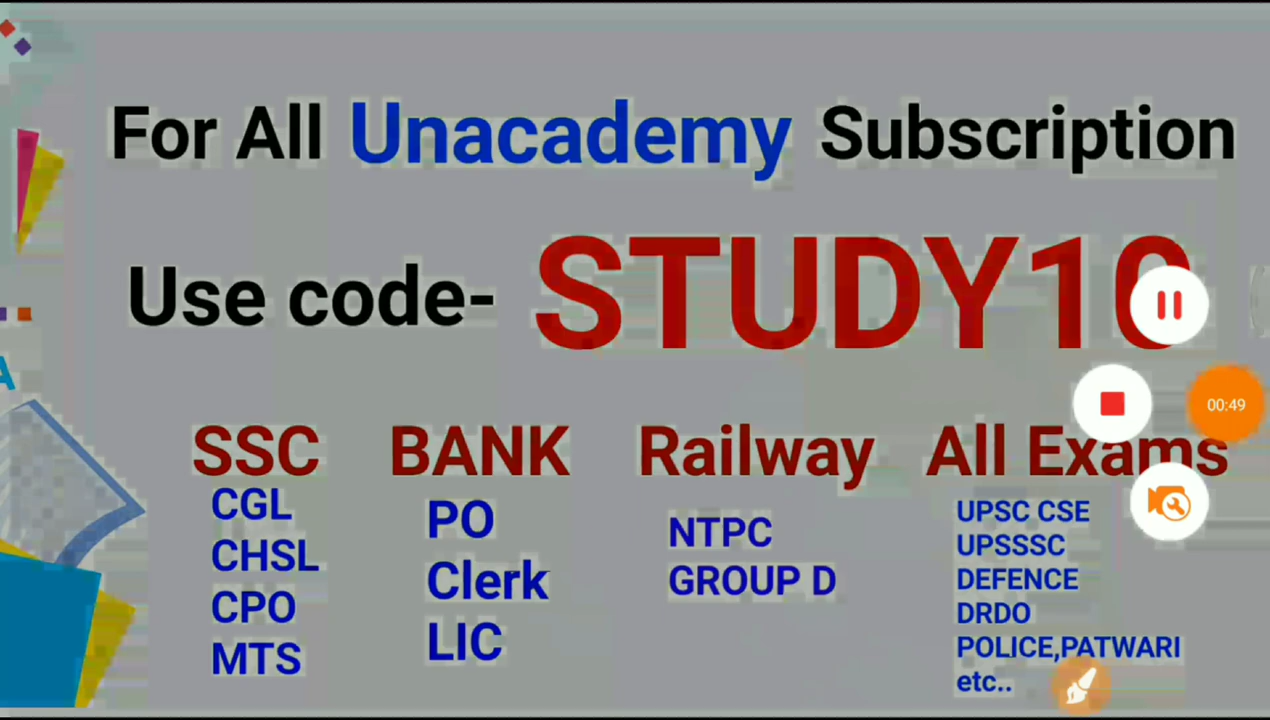 For All Unacademy Subscription
Use code- STUDY10
SSC BANK Railway All Exams
CGL
CHSL
CPO
MTS
PO
Clerk
LIC
NTPC
GROUP D
UPSC CSE
UPSSSC
DEFENCE
DRDO
POLICE,PATWARI
etc..
00:49
A